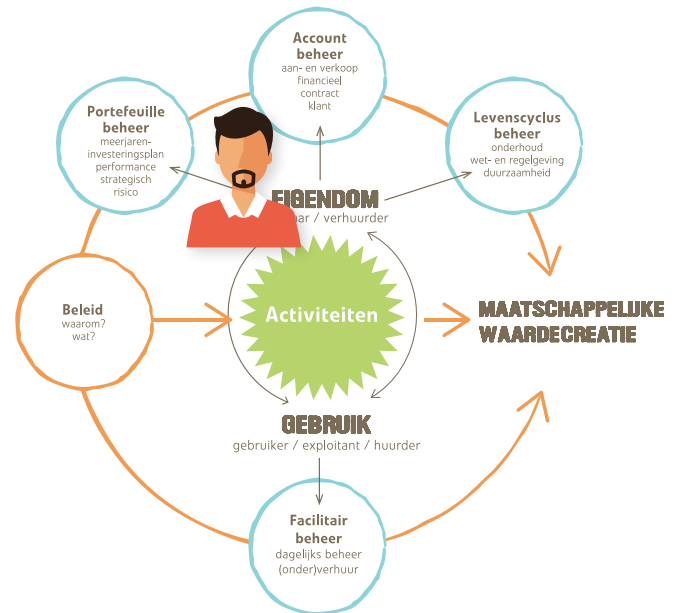 Account
beheer
aan- en verkoop
financieel
contract
klant
Portefeuille
beheer
meerjaren-
investeringsplan
performance
strategisch
risico
Levenscyclus
beheer
onderhoud
wet- en regelgeving
duurzaamheid
EIGENDOM
/ verhuurder
Beleid
waarom?
wat?
Activiteiten
MAATSCHAPPELIJKE
WAARDECREATIE
GEBRUIK
gebruiker / exploitant / huurder
Facilitair
beheer
dagelijks beheer
(onder)verhuur